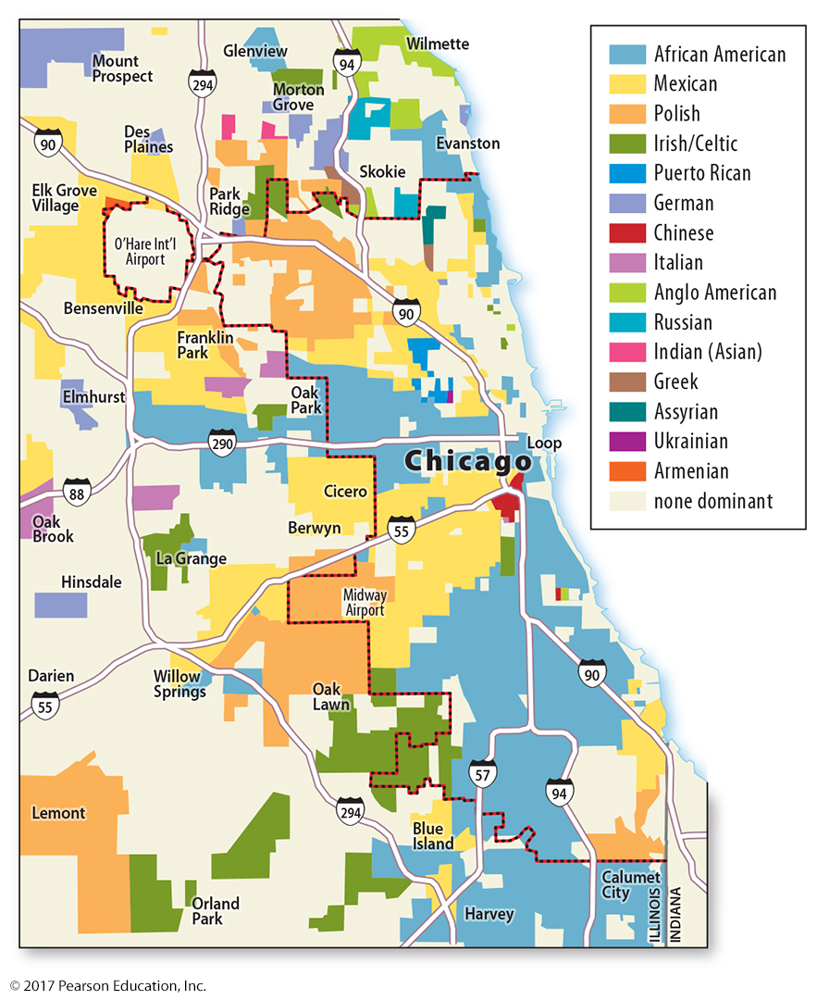 Wilmette
Glenview
94
Mount
Prospect
294
Morton
Grove
90
Des
Plaines
Evanston
Skokie
Elk Grove
Village
Park
Ridge
O'Hare Int'l
Airport
Bensenville
90
Franklin
Park
Elmhurst
Oak
Park
290
Loop
Chicago
88
Cicero
Oak
Brook
Berwyn
55
La Grange
Hinsdale
Midway
Airport
Darien
Willow
Springs
90
55
Oak
Lawn
57
94
Lemont
294
Blue
Island
Calumet
City
Orland
Park
Harvey
ILLINOIS
INDIANA
African American
Mexican
Polish
Irish/Celtic
Puerto Rican
German
Chinese
Italian
Anglo American
Russian
Indian (Asian)
Greek
Assyrian
Ukrainian
Armenian
none dominant
© 2017 Pearson Education, Inc.